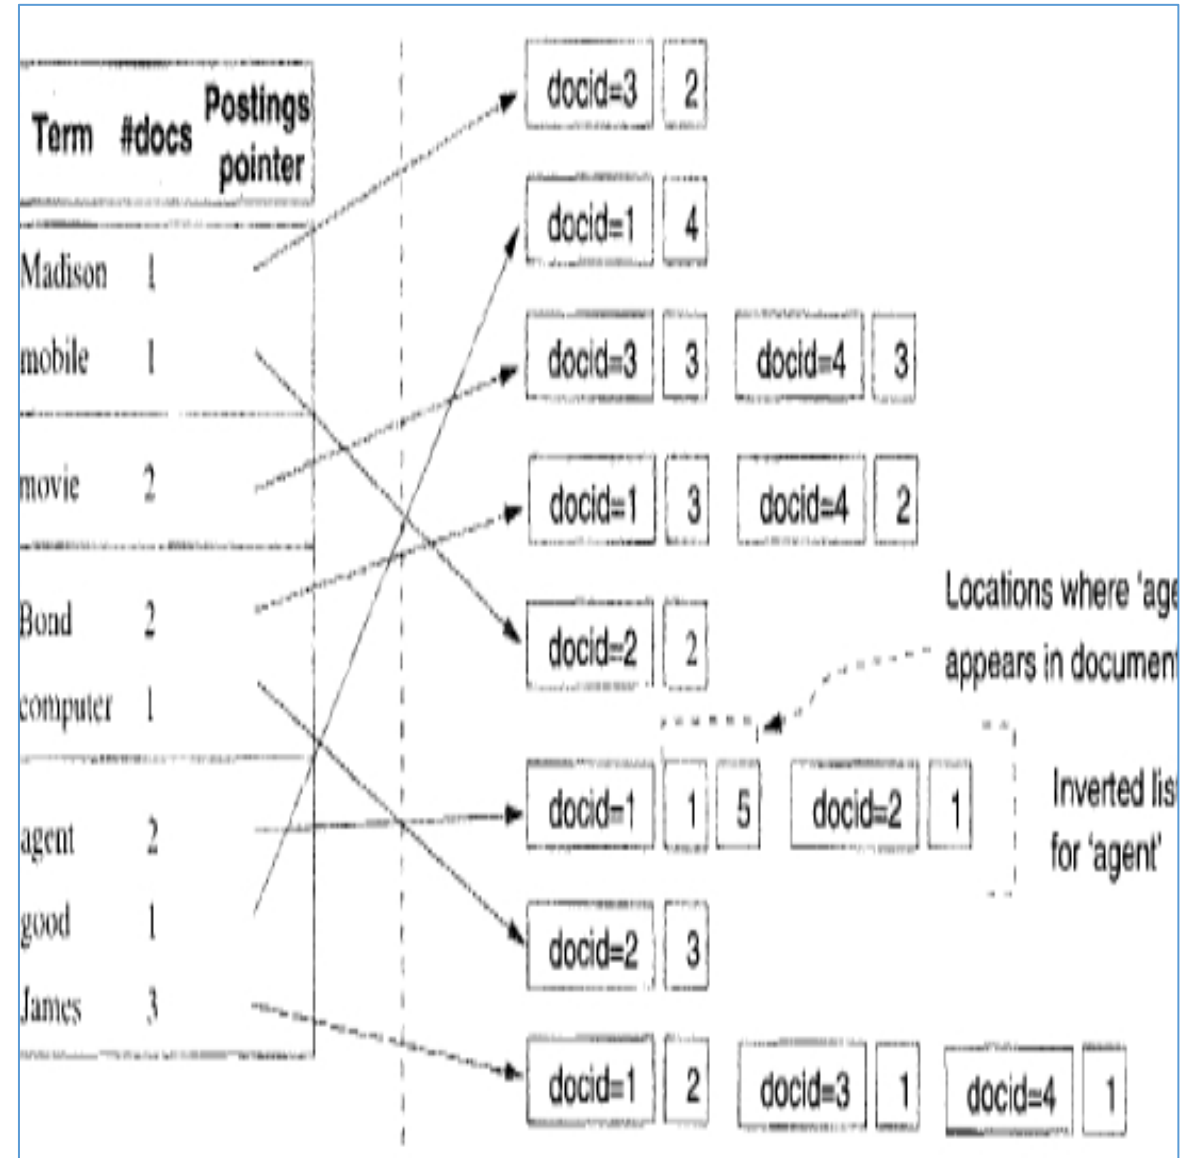 Term #docs Postings pointer
Madison 1
mobile 1
movie 2
Bond 2
computer 1
agent 2
good 1
James 3
docid=3 2
docid=1 4
docid=3 3 docid=4 3
docid=1 3 docid=4 2
docid=2 2
docid=1 1 5 docid=2 1
docid=2 3
docid=1 2 docid=3 1 docid=4 1
Locations where 'age
appears in document
Inverted lis
for 'agent'